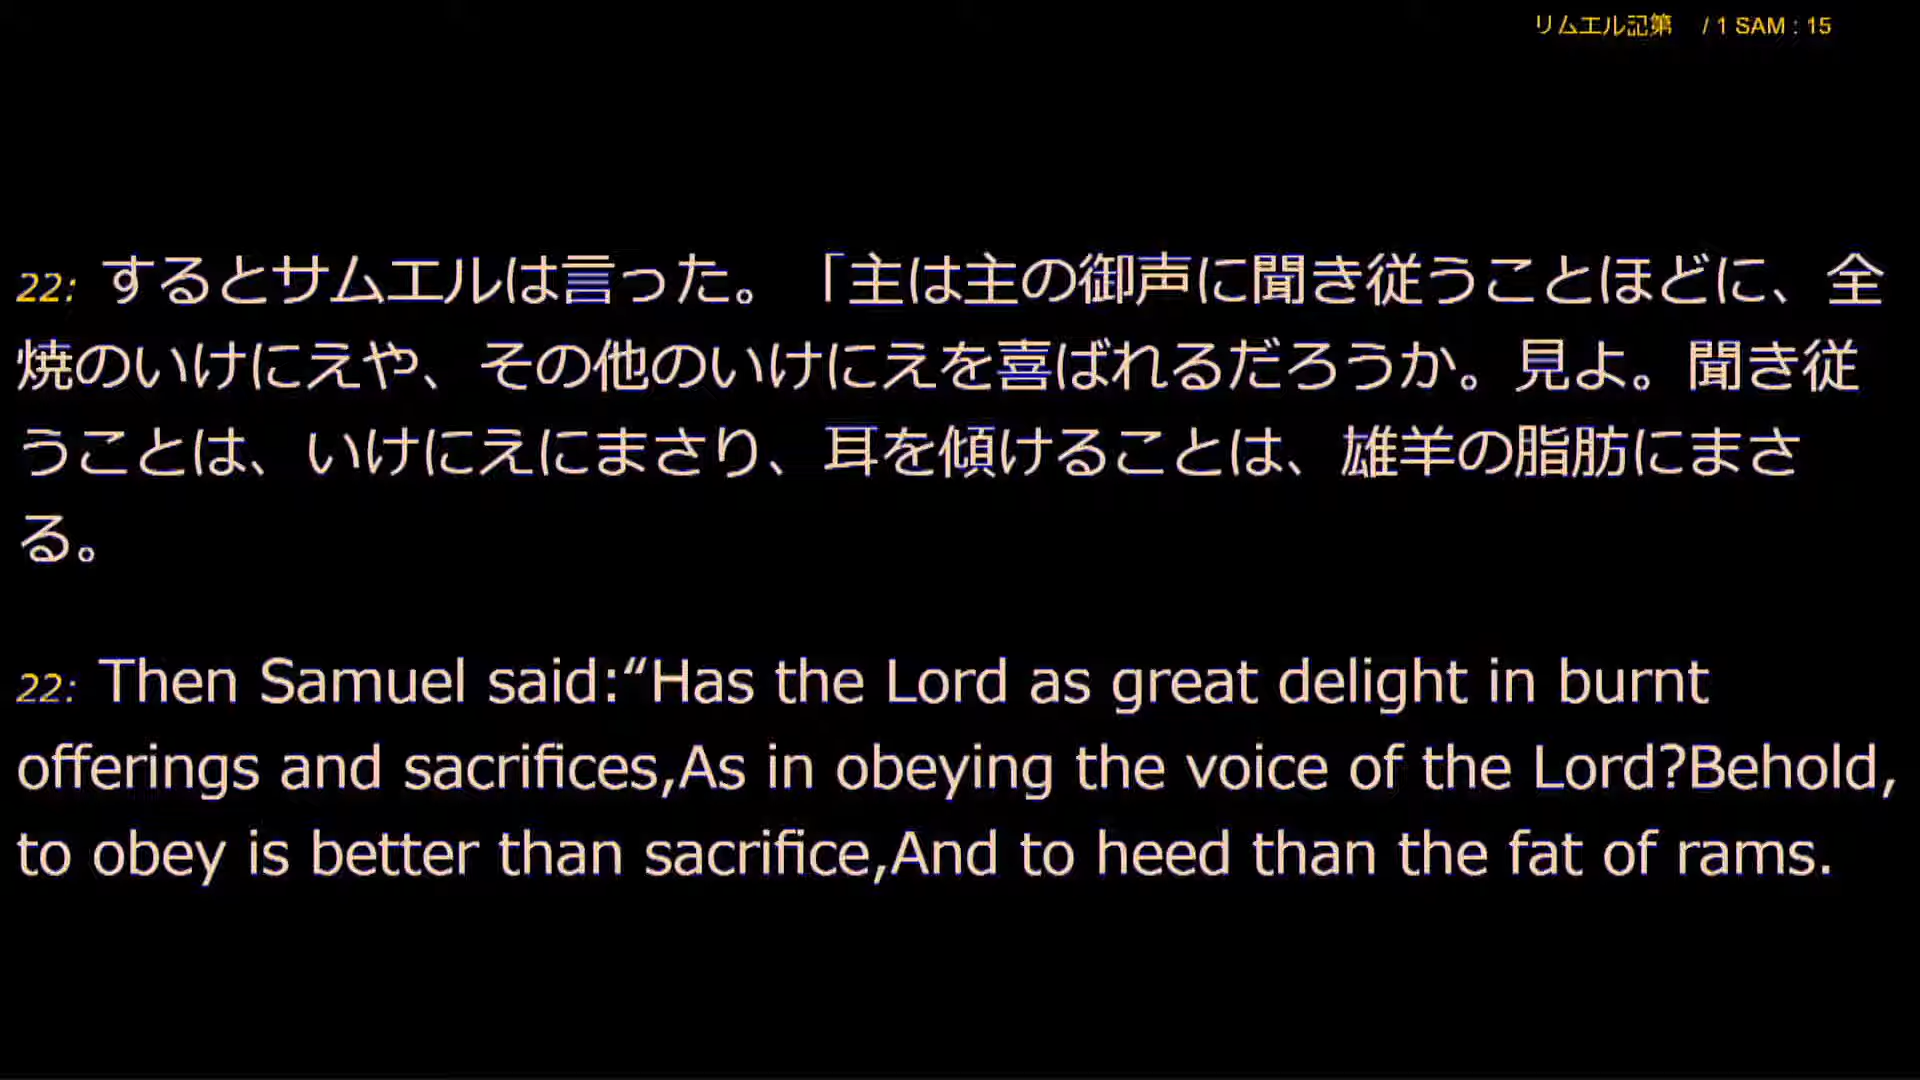 リムエル記第 / 1 SAM : 15
22: するとサムエルは言った。 「主は主の御声に聞き従うことほどに、全
焼のいけにえや、その他のいけにえを喜ばれるだろうか。見よ。聞き従
うことは、いけにえにまさり、耳を傾けることは、雄羊の脂肪にまさ
る。
22: Then Samuel said:“Has the Lord as great delight in burnt
offerings and sacrifices,As in obeying the voice of the Lord?Behold,
to obey is better than sacrifice,And to heed than the fat of rams.